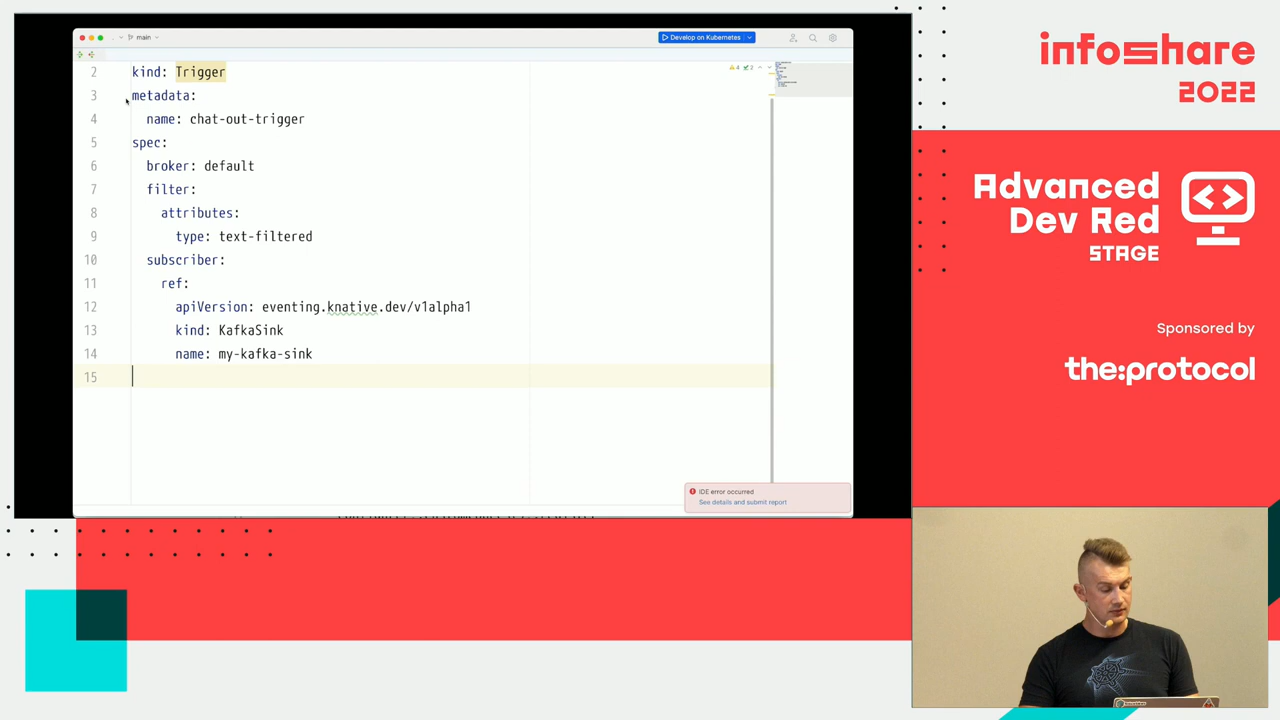 main
Develop on Kubernetes
4 2
2 kind: Trigger
3 metadata:
4 name: chat-out-trigger
5 spec:
6 broker: default
7 filter:
8 attributes:
9 type: text-filtered
10 subscriber:
11 ref:
12 apiVersion: eventing.knative.dev/v1alpha1
13 kind: KafkaSink
14 name: my-kafka-sink
15
IDE error occurred
See details and submit report
infoshare
2022
Advanced
Dev Red
STAGE
Sponsored by
the:protocol